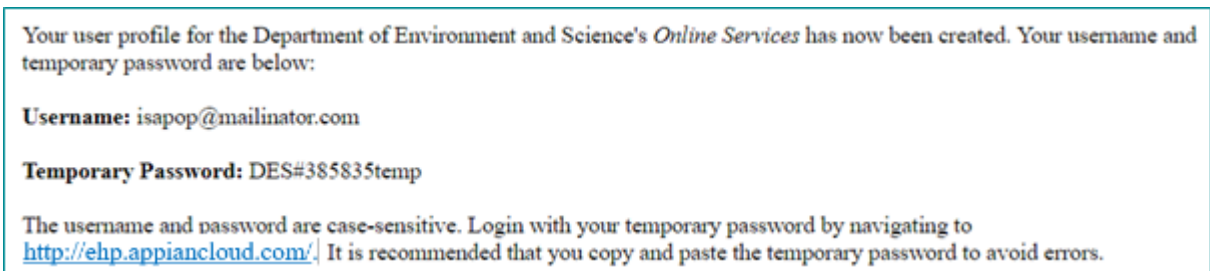 Your user profile for the Department of Environment and Science's Online Services has now been created. Your username and
temporary password are below:
Username: isapop@mailinator.com
Temporary Password: DES#385835temp
The username and password are case-sensitive. Login with your temporary password by navigating to
http://ehp.appiancloud.com/. It is recommended that you copy and paste the temporary password to avoid errors.